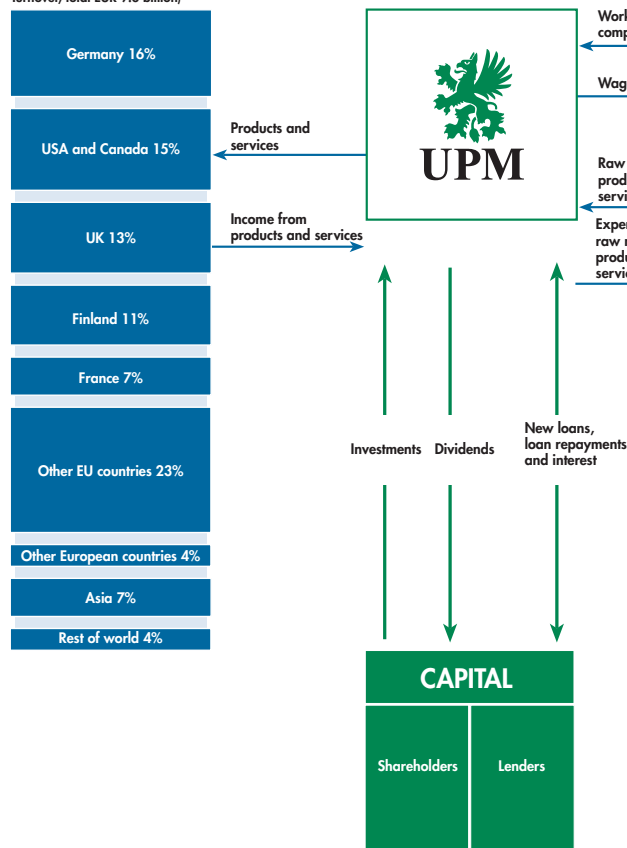 Germany 16%
USA and Canada 15%
UK 13%
Finland 11%
France 7%
Other EU countries 23%
Other European countries 4%
Asia 7%
Rest of world 4%
Products and
services
Income from
products and services
UPM
Raw
Investments
Dividends
New loans,
loan repayments
and interest
CAPITAL
Shareholders
Lenders